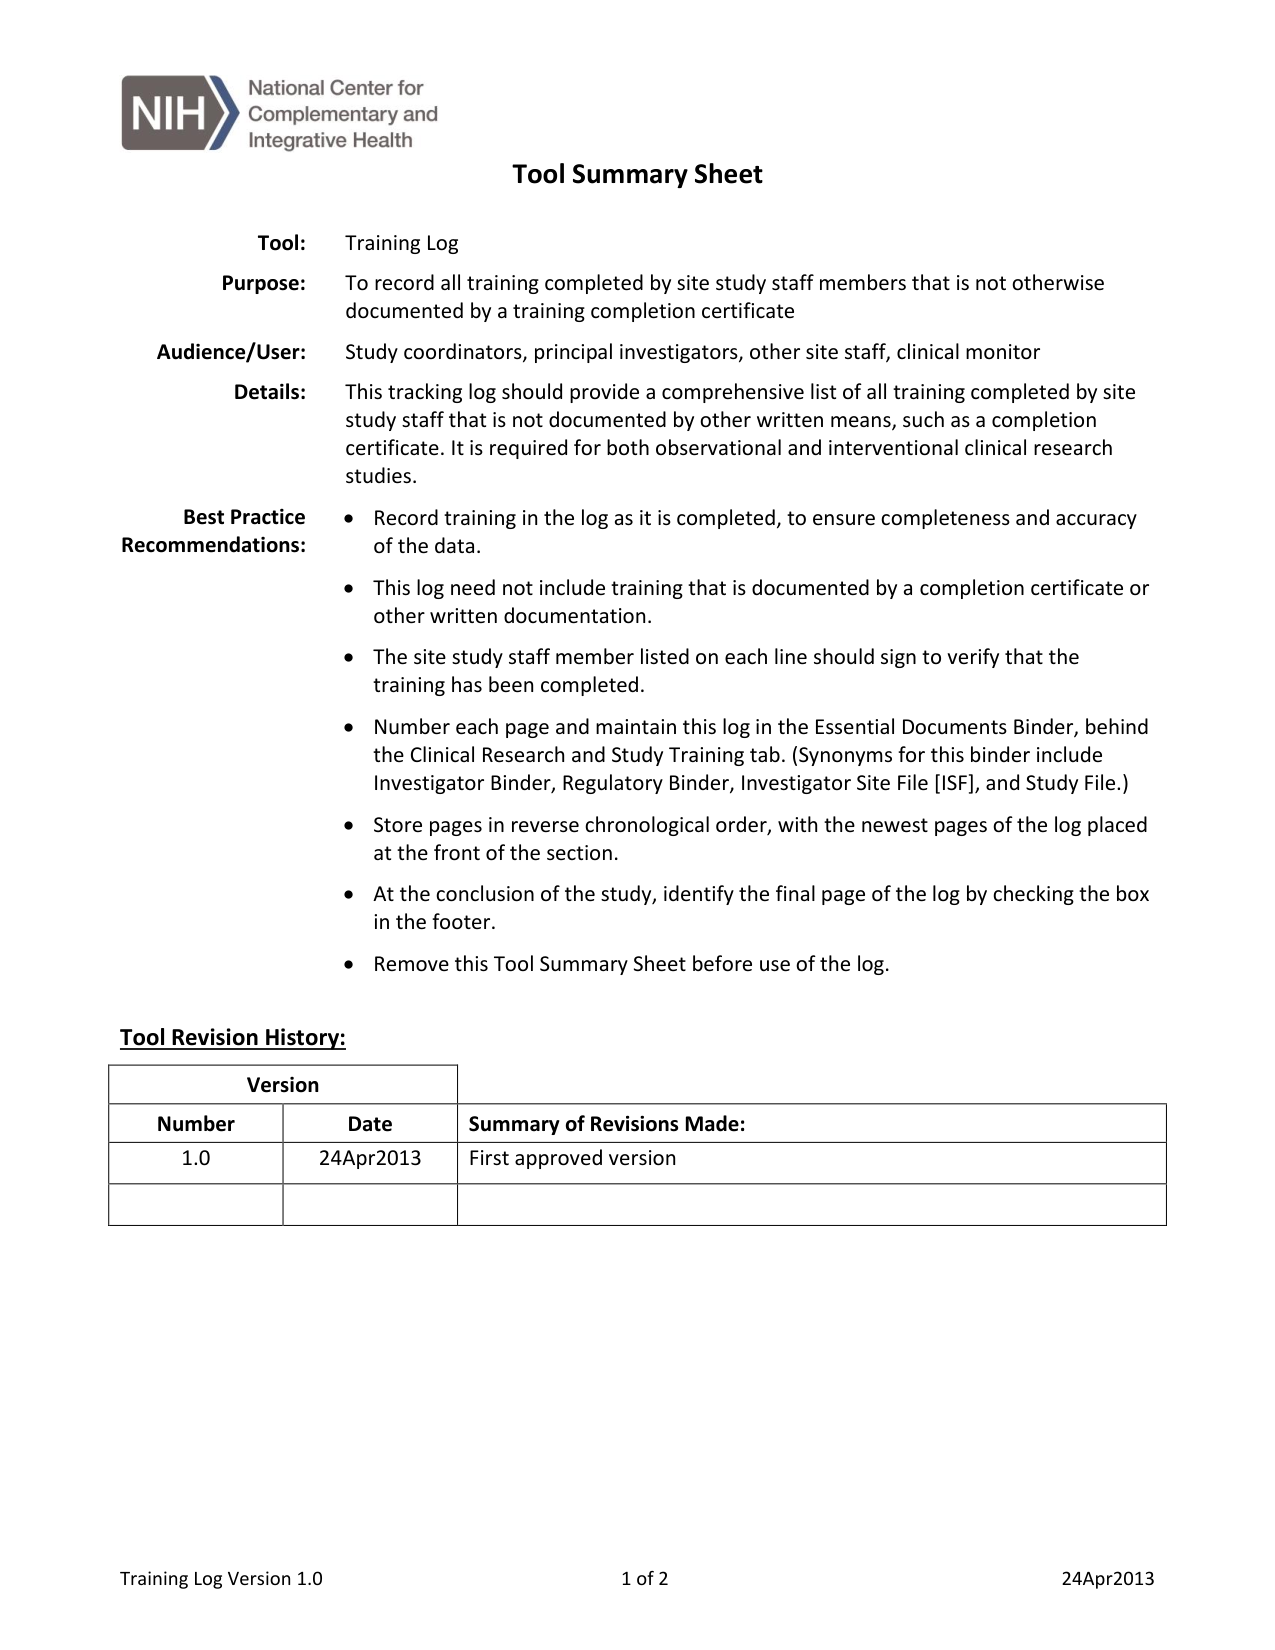 NIH
National Center for
Complementary and
Integrative Health
Tool Summary Sheet
Tool: Training Log
Purpose: To record all training completed by site study staff members that is not otherwise
documented by a training completion certificate
Audience/User: Study coordinators, principal investigators, other site staff, clinical monitor
Details: This tracking log should provide a comprehensive list of all training completed by site
study staff that is not documented by other written means, such as a completion
certificate. It is required for both observational and interventional clinical research
studies.
Best Practice
Recommendations:
• Record training in the log as it is completed, to ensure completeness and accuracy
of the data.
• This log need not include training that is documented by a completion certificate or
other written documentation.
• The site study staff member listed on each line should sign to verify that the
training has been completed.
• Number each page and maintain this log in the Essential Documents Binder, behind
the Clinical Research and Study Training tab. (Synonyms for this binder include
Investigator Binder, Regulatory Binder, Investigator Site File [ISF], and Study File.)
• Store pages in reverse chronological order, with the newest pages of the log placed
at the front of the section.
• At the conclusion of the study, identify the final page of the log by checking the box
in the footer.
• Remove this Tool Summary Sheet before use of the log.
Tool Revision History:
Version
Number Date Summary of Revisions Made:
1.0 24Apr2013 First approved version
Training Log Version 1.0 1 of 2 24Apr2013